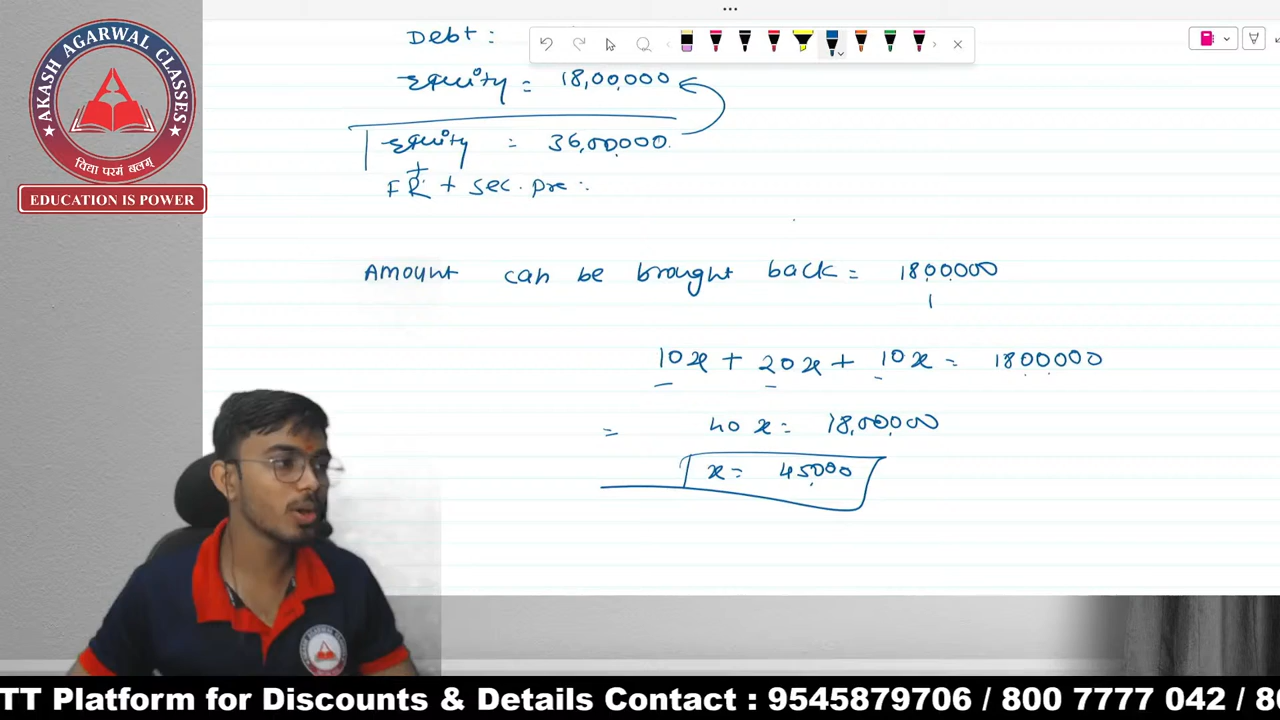 ...
AKASH AGARWAL CLASSES
विद्या परमं बलम्
EDUCATION IS POWER
Debt :
Equity = 18,00,000
Equity = 36,00,000
+
FR + Sec. pre :
Amount can be brought back = 1800000
10x + 20x + 10x = 1800000
= 40x = 18,00,000
x = 45000
TT Platform for Discounts & Details Contact : 9545879706 / 800 7777 042 / 8